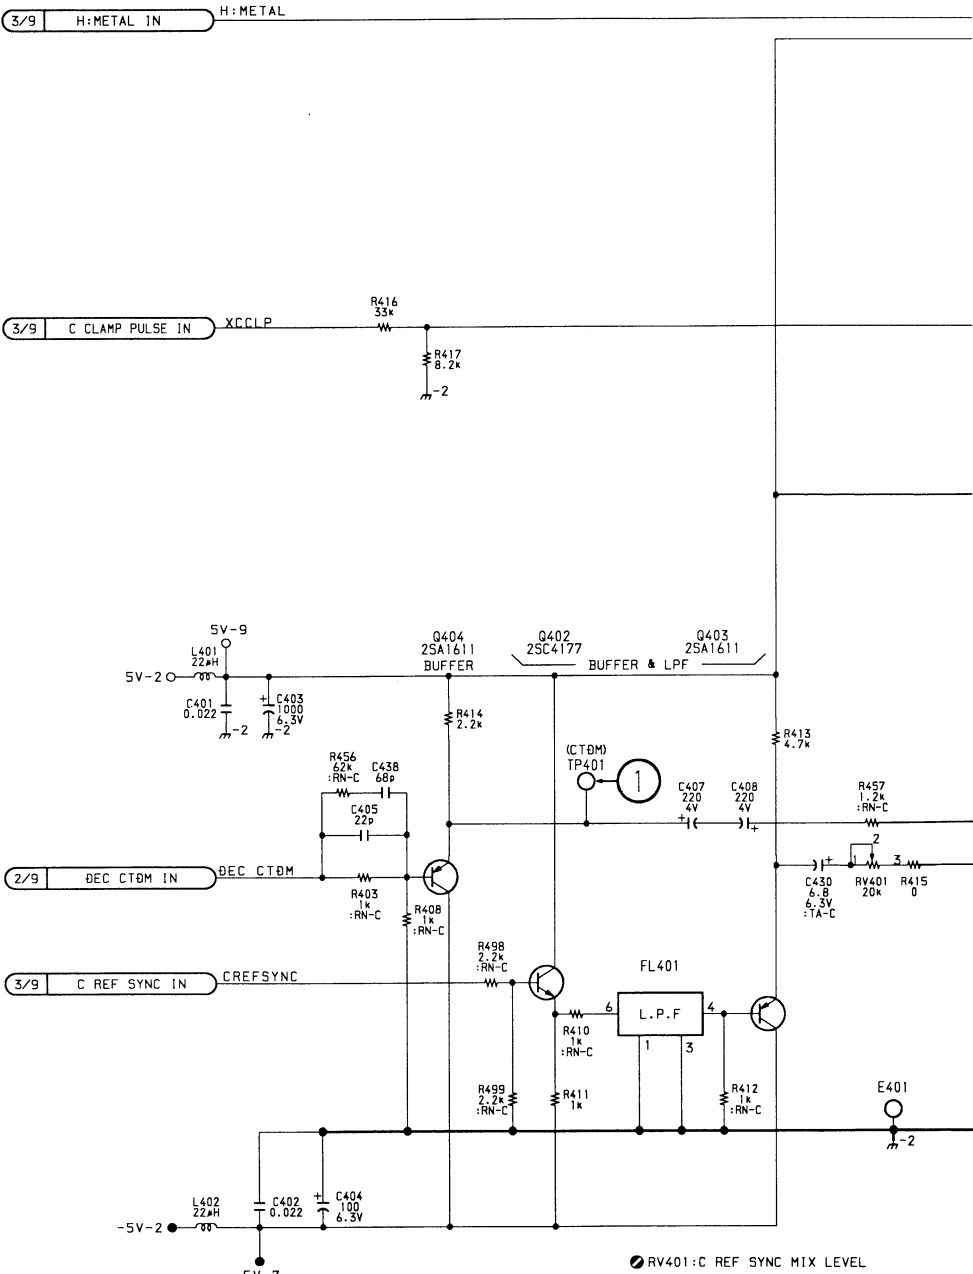 H:METAL
3/9 H:METAL IN
R416
33k
3/9 C CLAMP PULSE IN XCCLP
R417
8.2k
-2
5V-9
L401
22μH
5V-2
Q404
2SA1611
BUFFER
Q402
2SC4177
Q403
2SA1611
BUFFER & LPF
C401
0.022
-2
+ C403
1000
6.3V
-2
R414
2.2k
R413
4.7k
R456
62k
:RN-C
C438
68p
C405
22p
(CTDM)
TP401
1
C407
220
4V
+
C408
220
4V
+
R457
1.2k
:RN-C
2/9 DEC CTDM IN DEC CTDM
R403
1k
:RN-C
R408
1k
:RN-C
+
C430
6.8
6.3V
:TA-C
1
2
3
RV401
20k
R415
0
R498
2.2k
:RN-C
3/9 C REF SYNC IN CREFSYNC
FL401
6
L.P.F
4
1
3
R410
1k
:RN-C
R499
2.2k
:RN-C
R411
1k
R412
1k
:RN-C
E401
-2
L402
22μH
-5V-2
C402
0.022
+ C404
100
6.3V
RV401:C REF SYNC MIX LEVEL